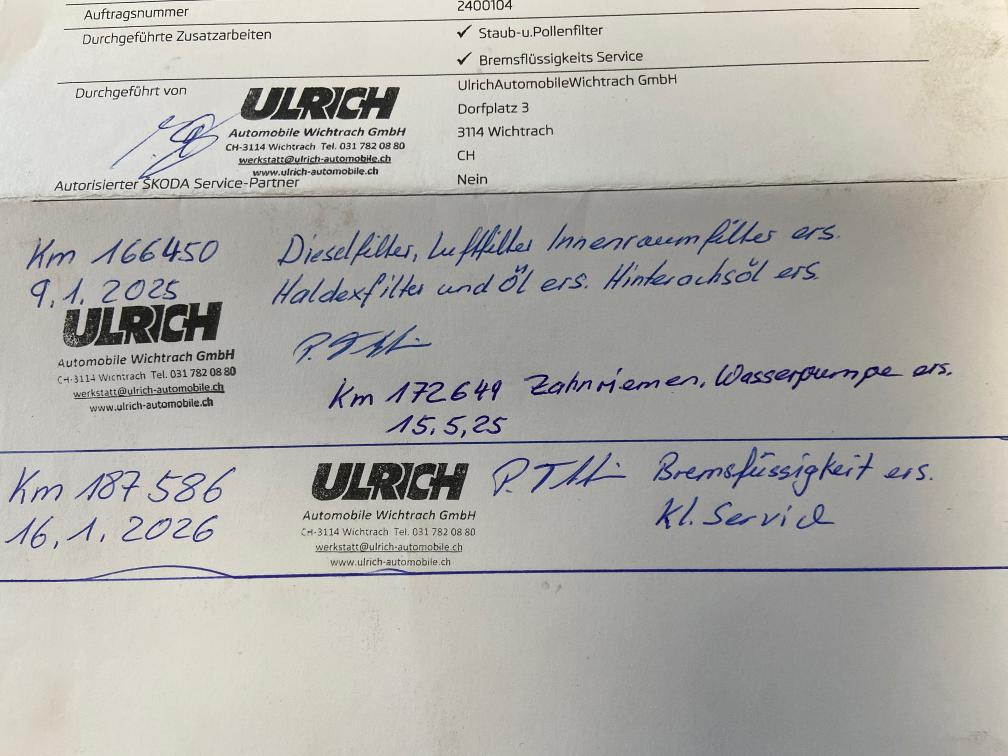 Auftragsnummer 2400104
Durchgeführte Zusatzarbeiten ✓ Staub-u.Pollenfilter
✓ Bremsflüssigkeits Service
Durchgeführt von UlrichAutomobileWichtrach GmbH
ULRICH Dorfplatz 3
Automobile Wichtrach GmbH 3114 Wichtrach
CH-3114 Wichtrach Tel. 031 782 08 80
werkstatt@ulrich-automobile.ch CH
www.ulrich-automobile.ch
Autorisierter ŠKODA Service-Partner Nein
Km 166450 Dieselfilter, Luftfilter Innenraumfilter ers.
9.1.2025 Haldexfilter und Öl ers. Hinterachsöl ers.
ULRICH
Automobile Wichtrach GmbH
CH-3114 Wichtrach Tel. 031 782 08 80
werkstatt@ulrich-automobile.ch
www.ulrich-automobile.ch
Km 172649 Zahnriemen, Wasserpumpe ers.
15.5,25
Km 187586 ULRICH Bremsfüssigkeit ers.
16.1.2026 Kl. Service
Automobile Wichtrach GmbH
CH-3114 Wichtrach Tel. 031 782 08 80
werkstatt@ulrich-automobile.ch
www.ulrich-automobile.ch